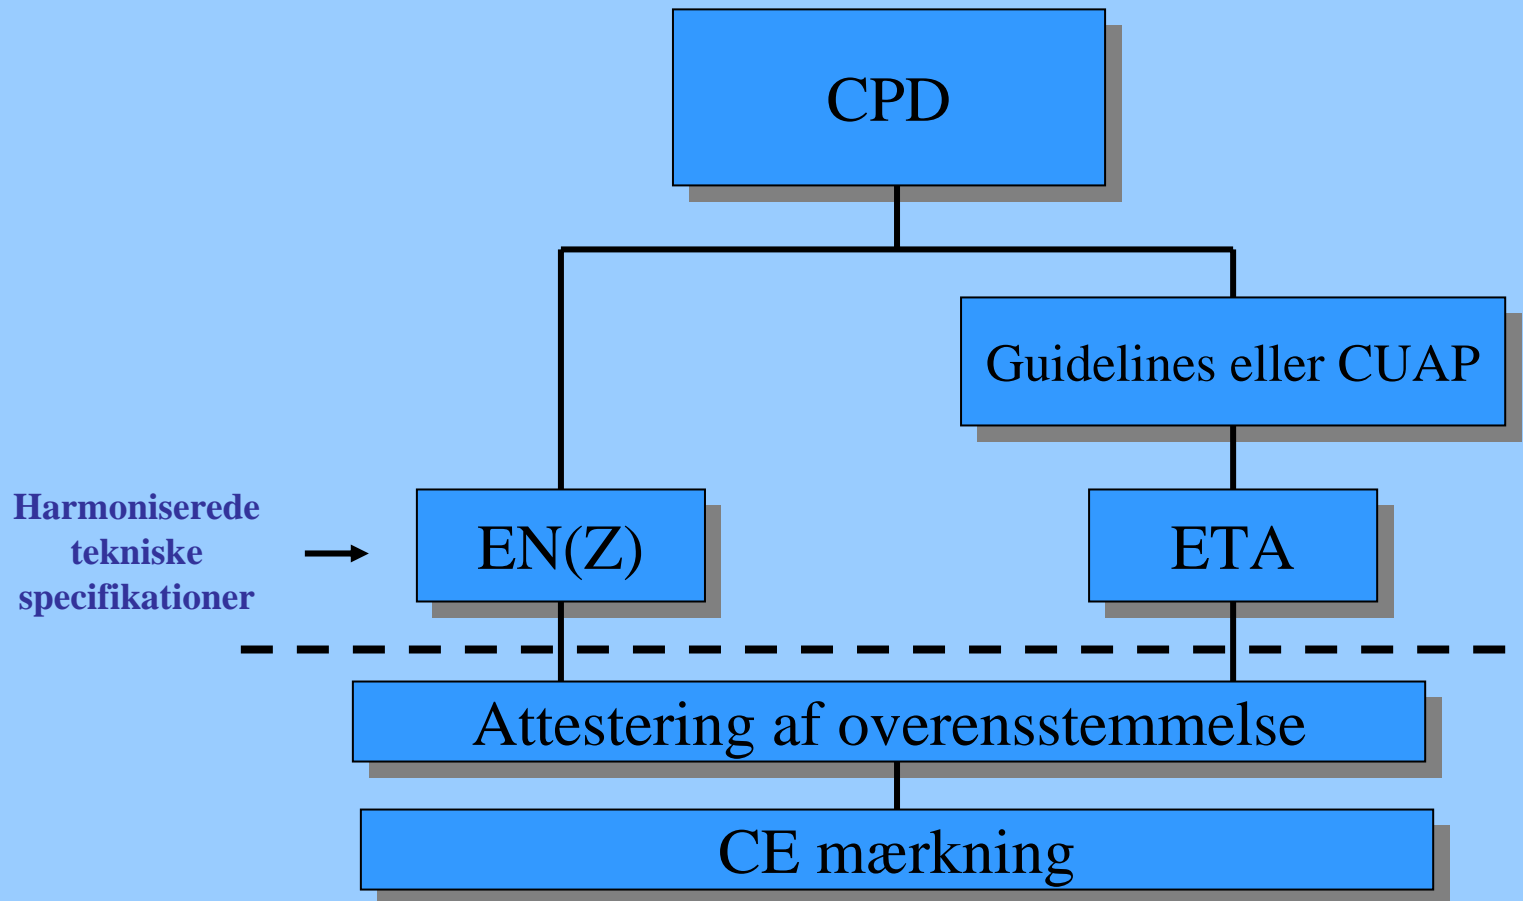 CPD
Guidelines eller CUAP
Harmoniserede
tekniske
specifikationer
EN(Z)
ETA
Attestering af overensstemmelse
CE mærkning